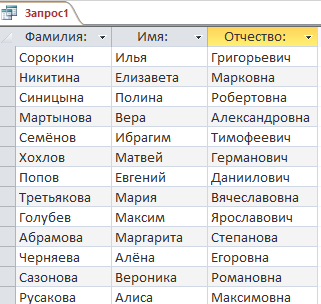 Запрос1
Фамилия: Имя: Отчество:
Сорокин Илья Григорьевич
Никитина Елизавета Марковна
Синицына Полина Робертовна
Мартынова Вера Александровна
Семёнов Ибрагим Тимофеевич
Хохлов Матвей Германович
Попов Евгений Даниилович
Третьякова Мария Вячеславовна
Голубев Максим Ярославович
Абрамова Маргарита Степанова
Черняева Алёна Егоровна
Сазонова Вероника Романовна
Русакова Алиса Максимовна